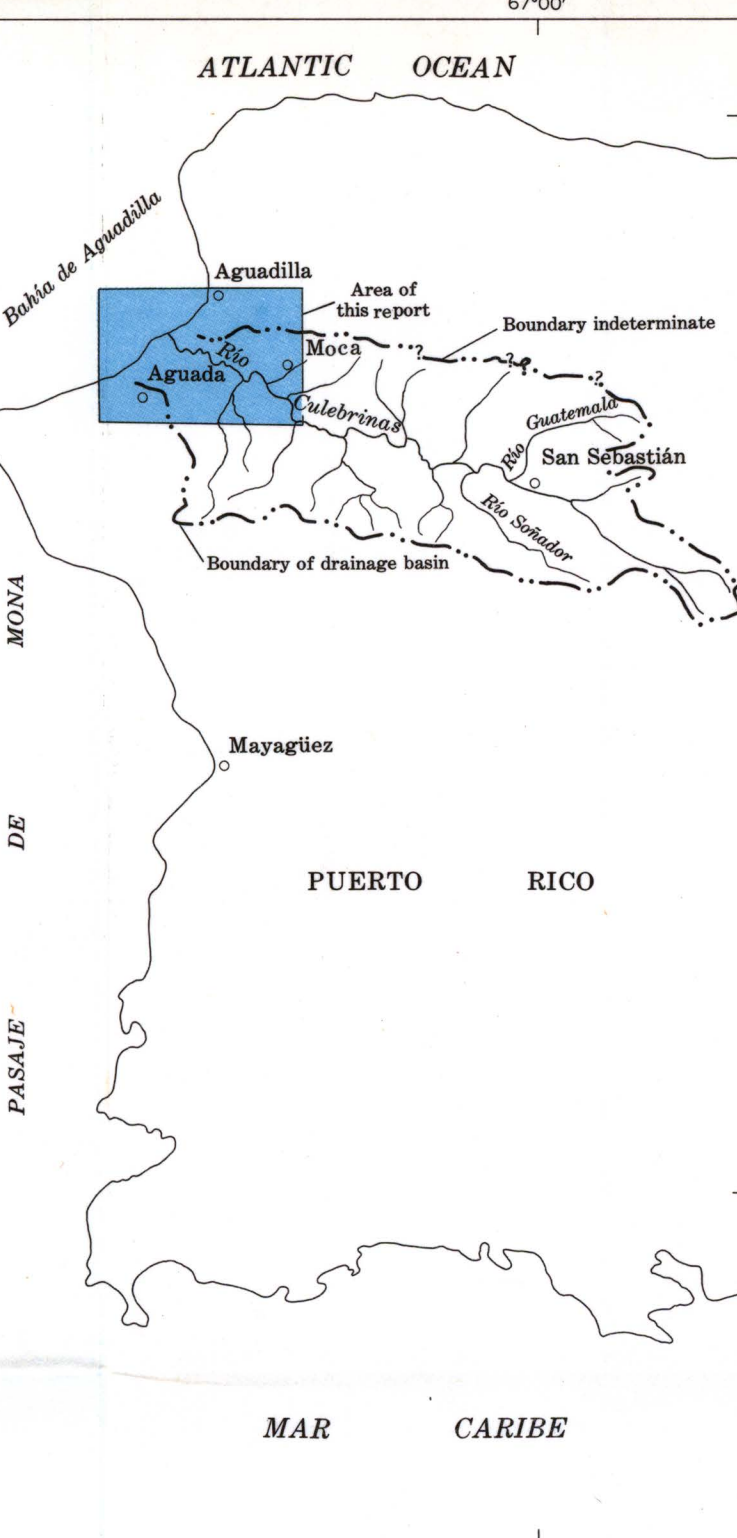 67°00'
ATLANTIC OCEAN
Bahía de Aguadilla
Aguadilla
Area of
this report
Boundary indeterminate
Río
Moca
?
?
?
Aguada
Culebrinas
Río
Guatemala
San Sebastián
Río Soñador
Boundary of drainage basin
MONA
Mayagüez
DE
PUERTO RICO
PASAJE
MAR CARIBE